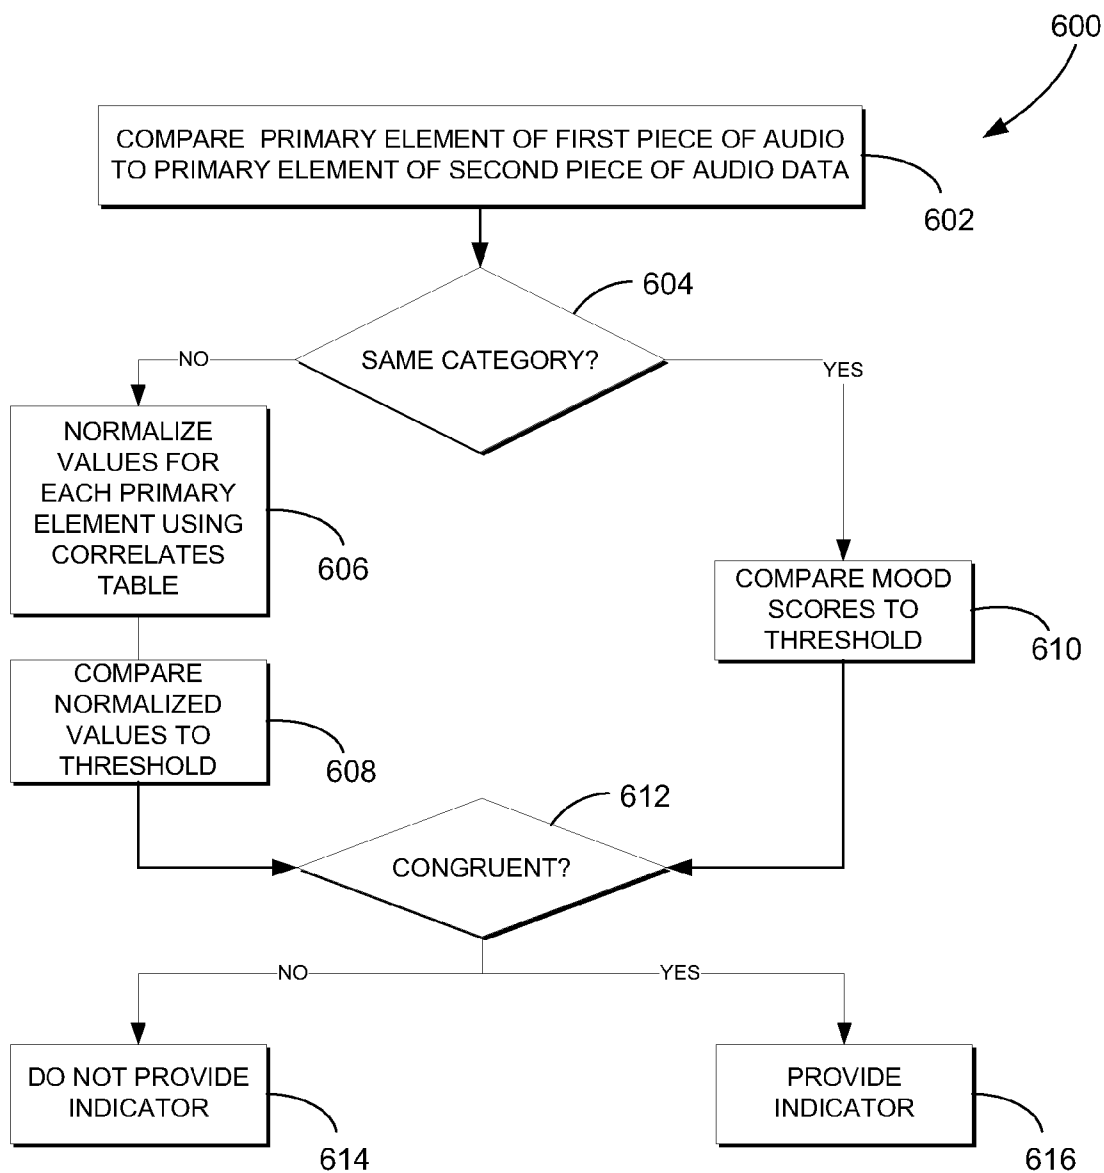 600
COMPARE PRIMARY ELEMENT OF FIRST PIECE OF AUDIO
TO PRIMARY ELEMENT OF SECOND PIECE OF AUDIO DATA
602
604
SAME CATEGORY?
NO
YES
NORMALIZE
VALUES FOR
EACH PRIMARY
ELEMENT USING
CORRELATES
TABLE
606
COMPARE MOOD
SCORES TO
THRESHOLD
610
COMPARE
NORMALIZED
VALUES TO
THRESHOLD
608
612
CONGRUENT?
NO
YES
DO NOT PROVIDE
INDICATOR
614
PROVIDE
INDICATOR
616